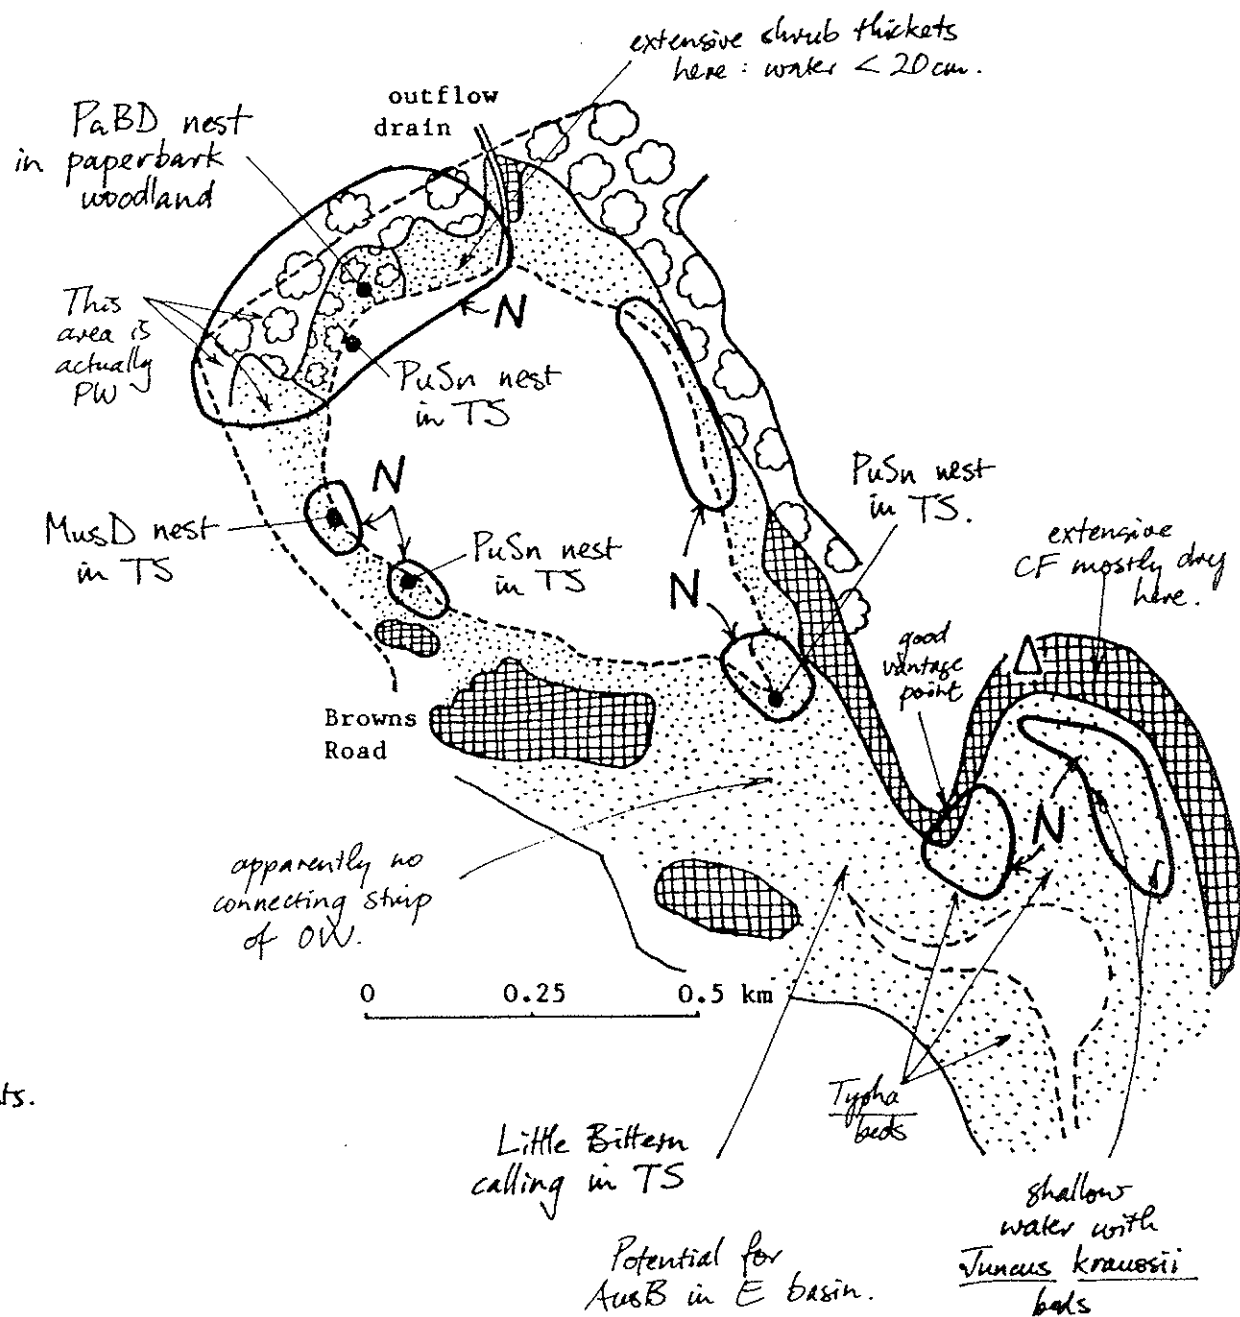 extensive shrub thickets
here : water < 20 cm.
outflow
drain
PaBD nest
in paperbark
woodland
This
area is
actually
PW
N
PuSn nest
in TS
N
MusD nest
in TS
PuSn nest
in TS
PuSn nest
in TS.
N
extensive
CF mostly dry
here.
good
vantage
point
Browns
Road
N
apparently no
connecting strip
of OW.
0 0.25 0.5 km
ts.
Typha
beds
Little Bittern
calling in TS
shallow
water with
Juncus kraussii
beds
Potential for
AusB in E basin.